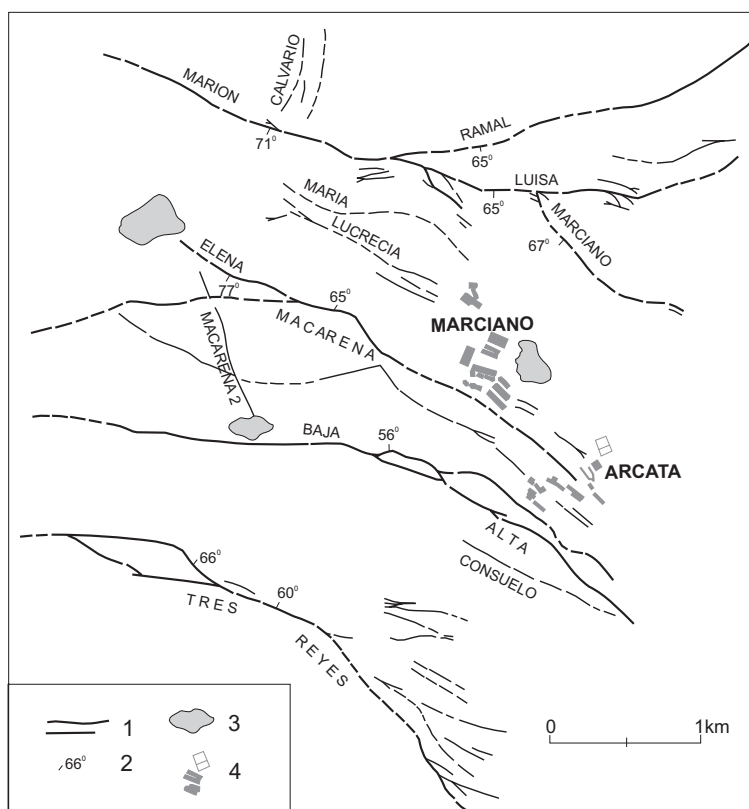 CALVARIO
MARION
71°
RAMAL
65°
LUISA
65°
MARCIANO
67°
MARIA
LUCRECIA
ELENA
77°
65°
MACARENA
MACARENA 2
MARCIANO
BAJA
56°
ARCATA
ALTA
CONSUELO
66°
60°
TRES
REYES
1
2
66°
3
4
0 1km